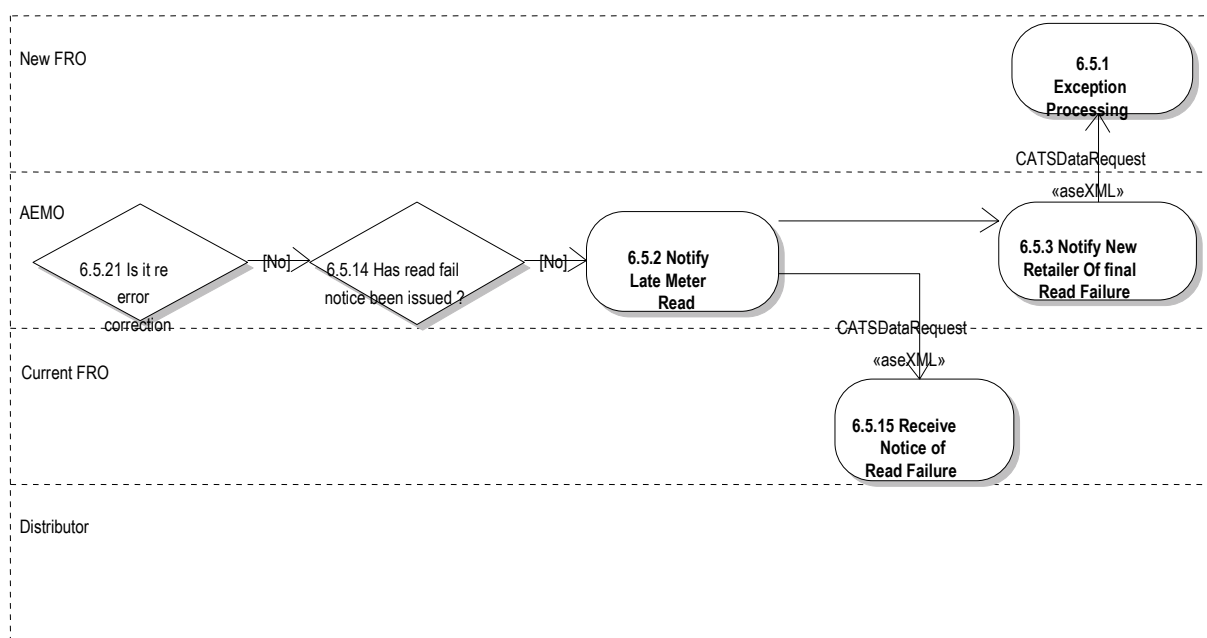 New FRO
6.5.1
Exception
Processing
CATSDataRequest
«aseXML»
AEMO
6.5.21 Is it re
error
correction
[No]
6.5.14 Has read fail
notice been issued ?
[No]
6.5.2 Notify
Late Meter
Read
6.5.3 Notify New
Retailer Of final
Read Failure
CATSDataRequest
«aseXML»
Current FRO
6.5.15 Receive
Notice of
Read Failure
Distributor